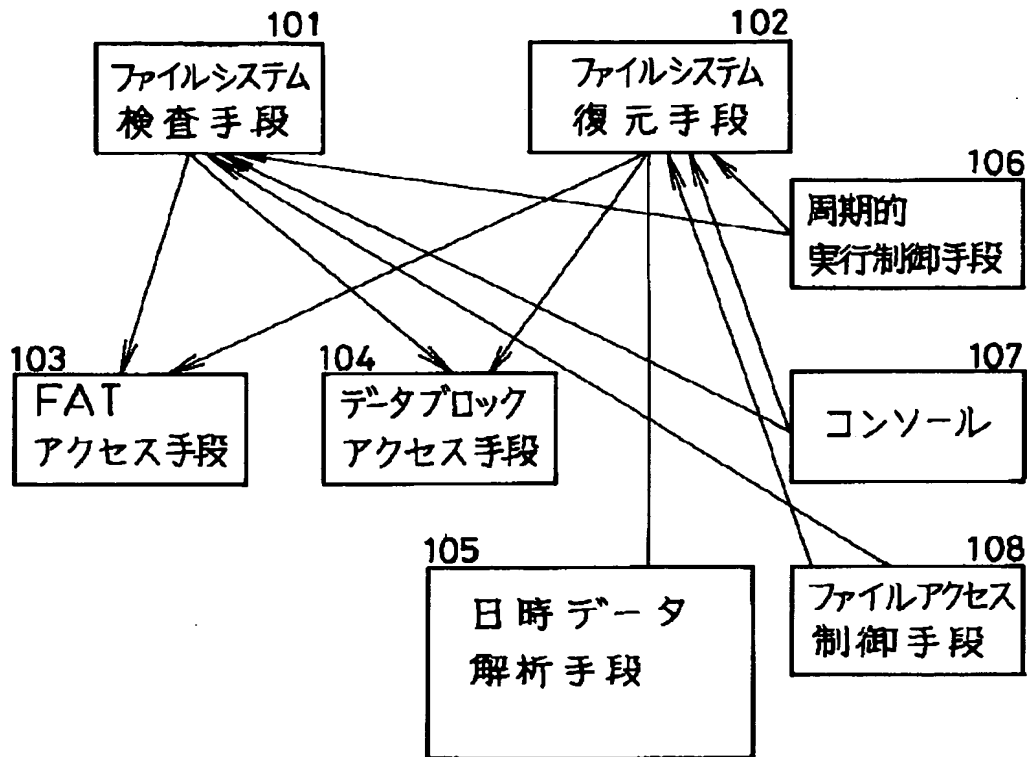 101
ファイルシステム
検査手段
102
ファイルシステム
復元手段
106
周期的
実行制御手段
103
FAT
アクセス手段
104
データブロック
アクセス手段
107
コンソール
105
日時データ
解析手段
108
ファイルアクセス
制御手段